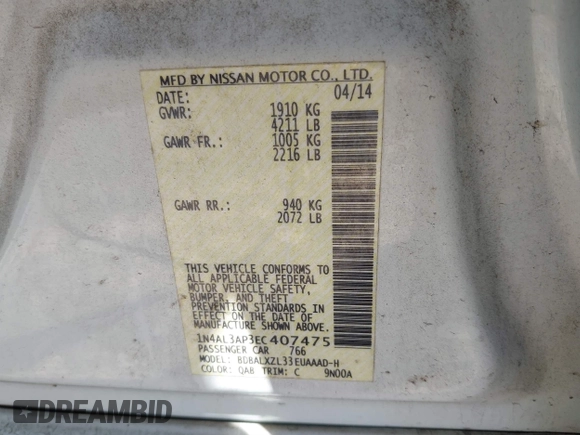 MFD BY NISSAN MOTOR CO., LTD.
DATE: 04/14
GVWR: 1910 KG
4211 LB
GAWR FR.: 1005 KG
2216 LB
GAWR RR.: 940 KG
2072 LB
THIS VEHICLE CONFORMS TO
ALL APPLICABLE FEDERAL
MOTOR VEHICLE SAFETY,
BUMPER, AND THEFT
PREVENTION STANDARDS IN
EFFECT ON THE DATE OF
MANUFACTURE SHOWN ABOVE.
1N4AL3AP3EC407475
PASSENGER CAR 766
MODEL: BDBALXZL33EUAAAD-H
COLOR: QAB TRIM: C 9N00A
DREAMBID